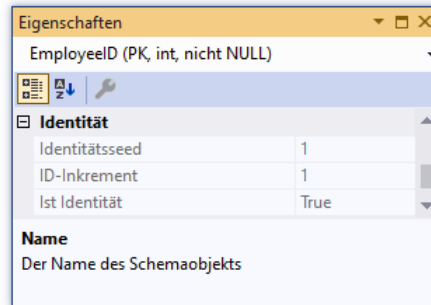 Eigenschaften
EmployeeID (PK, int, nicht NULL)
Identität
Identitätsseed 1
ID-Inkrement 1
Ist Identität True
Name
Der Name des Schemaobjekts